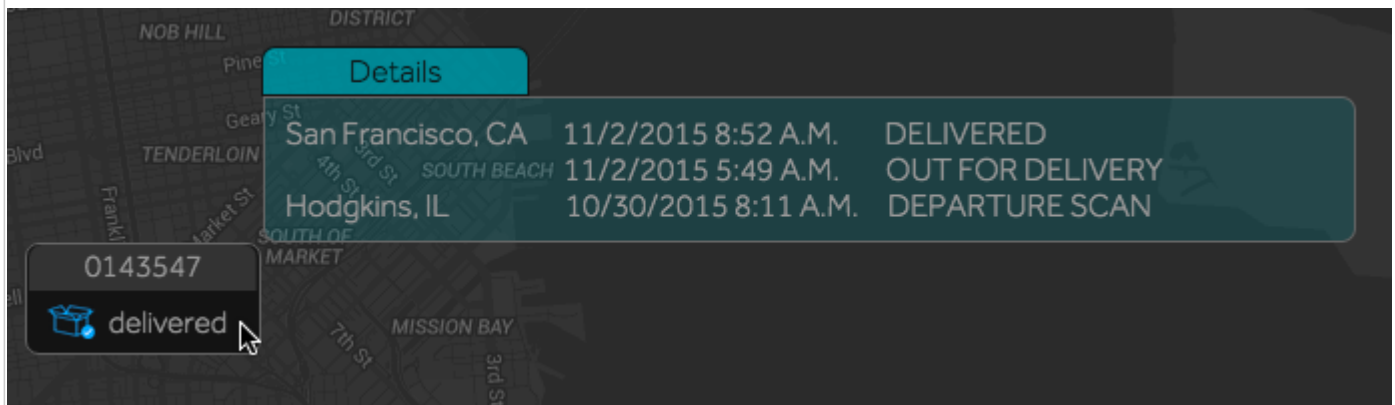 DISTRICT
NOB HILL
Pine St
Details
Geary St
San Francisco, CA 11/2/2015 8:52 A.M. DELIVERED
Blvd
TENDERLOIN
3rd St
4th St
SOUTH BEACH
11/2/2015 5:49 A.M. OUT FOR DELIVERY
Hodgkins, IL 10/30/2015 8:11 A.M. DEPARTURE SCAN
Frankl
Market St
SOUTH OF
MARKET
0143547
delivered
7th St
MISSION BAY
3rd St